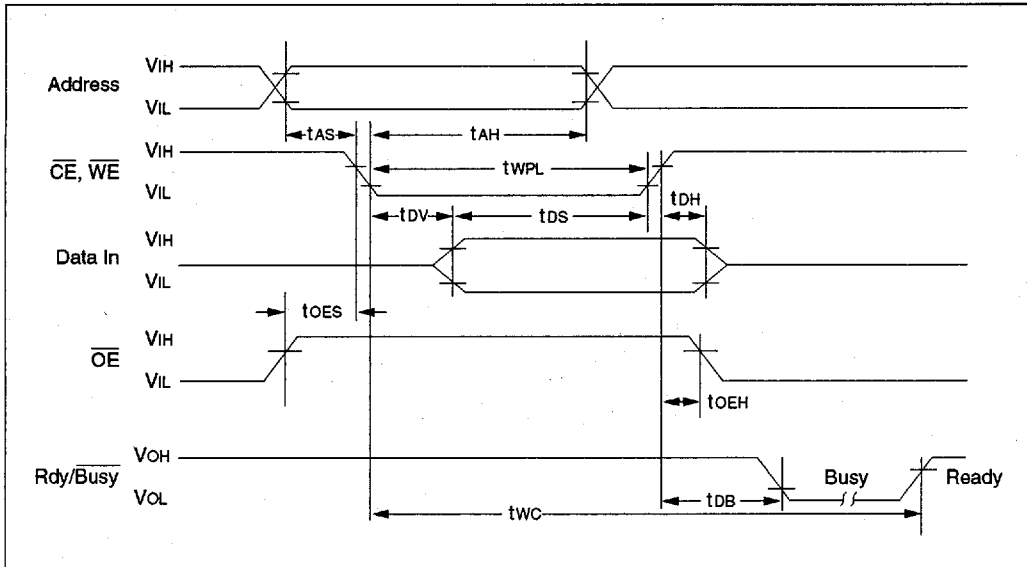 Address
VIH
VIL
tAS
tAH
CE, WE
VIH
VIL
tWPL
tDV
tDS
tDH
Data In
VIH
VIL
tOES
OE
VIH
VIL
tOEH
Rdy/Busy
VOH
VOL
Busy
Ready
tDB
tWC